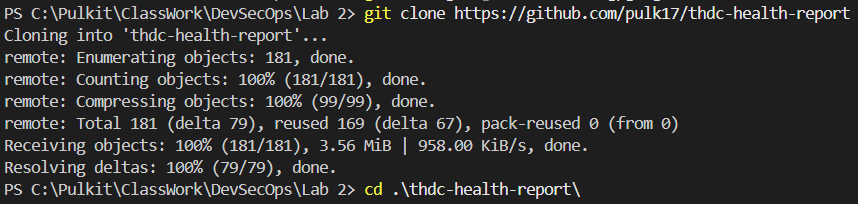 PS C:\Pulkit\ClassWork\DevSecOps\Lab 2> git clone https://github.com/pulk17/thdc-health-report
Cloning into 'thdc-health-report'...
remote: Enumerating objects: 181, done.
remote: Counting objects: 100% (181/181), done.
remote: Compressing objects: 100% (99/99), done.
remote: Total 181 (delta 79), reused 169 (delta 67), pack-reused 0 (from 0)
Receiving objects: 100% (181/181), 3.56 MiB | 958.00 KiB/s, done.
Resolving deltas: 100% (79/79), done.
PS C:\Pulkit\ClassWork\DevSecOps\Lab 2> cd .\thdc-health-report\